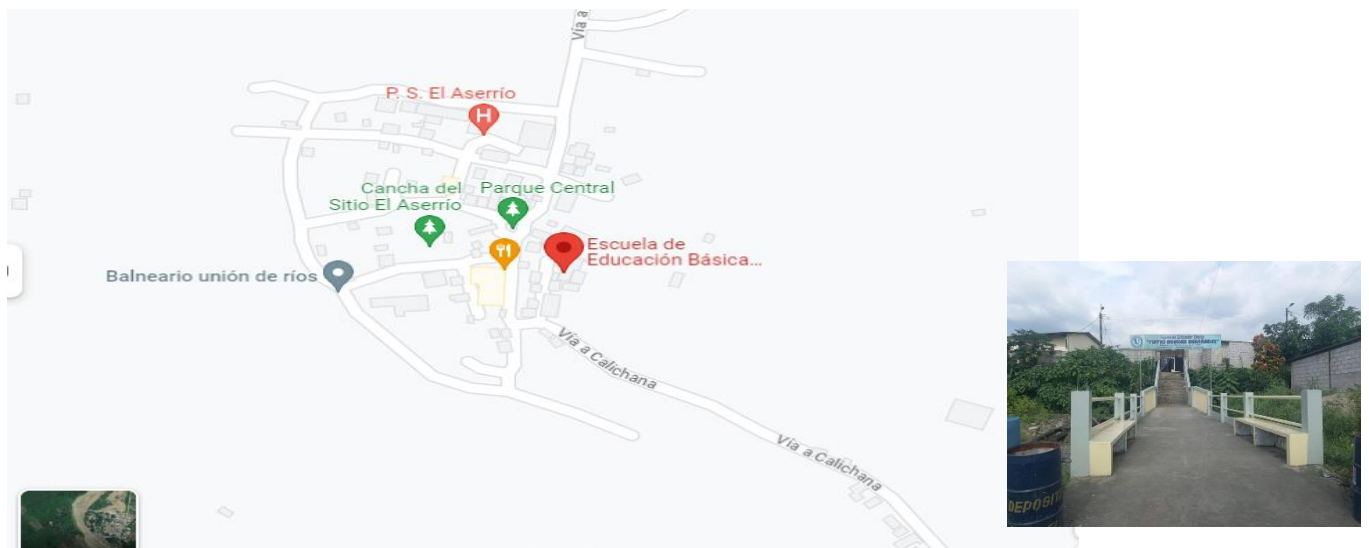 Vía a
P. S. El Aserrío
Cancha del
Sitio El Aserrío
Parque Central
Escuela de
Educación Básica...
Balneario unión de ríos
Vía a Calichana
Vía a Calichana
DEPOSIT